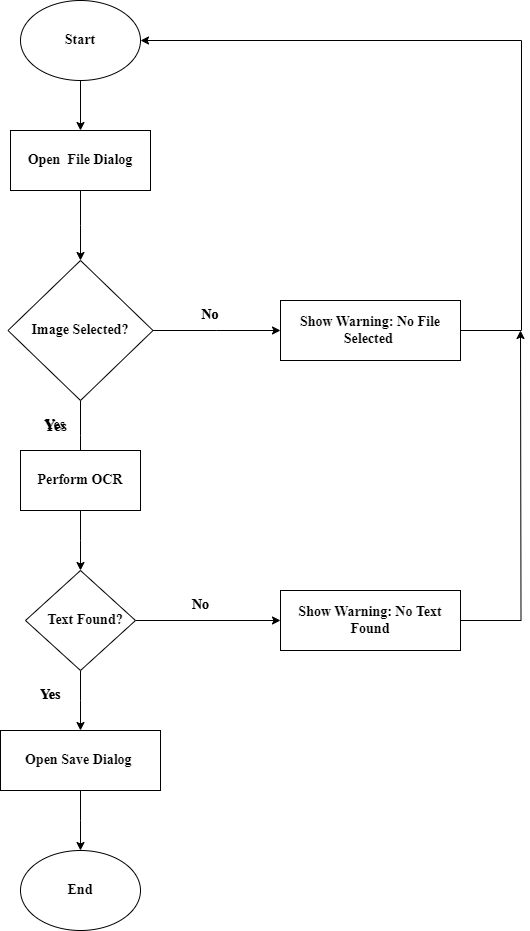 Start
Open  File Dialog
Image Selected?
No
Show Warning: No File
Selected
Yes
Perform OCR
Text Found?
No
Show Warning: No Text
Found
Yes
Open Save Dialog
End